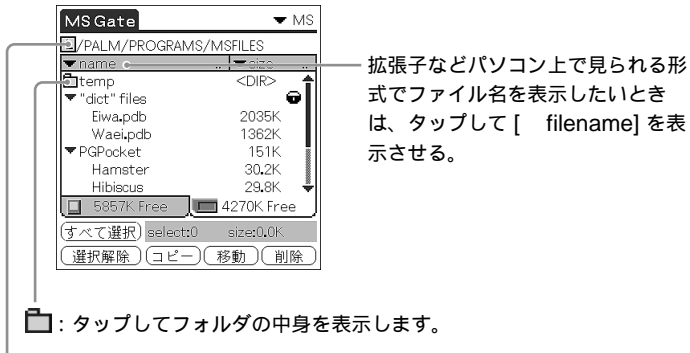 MS Gate ▼ MS
/PALM/PROGRAMS/MSFILES
▼name ▼size
temp <DIR>
▼"dict" files
Eiwa.pdb 2035K
Waei.pdb 1362K
▼PGPocket 151K
Hamster 30.2K
Hibiscus 29.8K
5857K Free 4270K Free
すべて選択 select:0 size:0.0K
選択解除 コピー 移動 削除
拡張子などパソコン上で見られる形
式でファイル名を表示したいとき
は、タップして [ filename] を表
示させる。
：タップしてフォルダの中身を表示します。